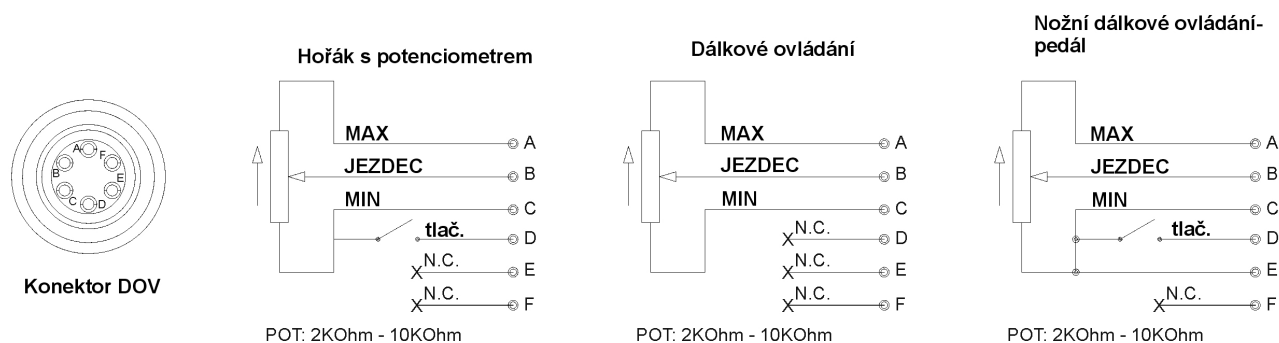 Konektor DOV
A
F
B
E
C
D
Hořák s potenciometrem
MAX
A
JEZDEC
B
MIN
C
tlač.
D
N.C.
E
N.C.
F
POT: 2KOhm - 10KOhm
Dálkové ovládání
MAX
A
JEZDEC
B
MIN
C
N.C.
D
N.C.
E
N.C.
F
POT: 2KOhm - 10KOhm
Nožní dálkové ovládání-
pedál
MAX
A
JEZDEC
B
MIN
C
tlač.
D
E
N.C.
F
POT: 2KOhm - 10KOhm